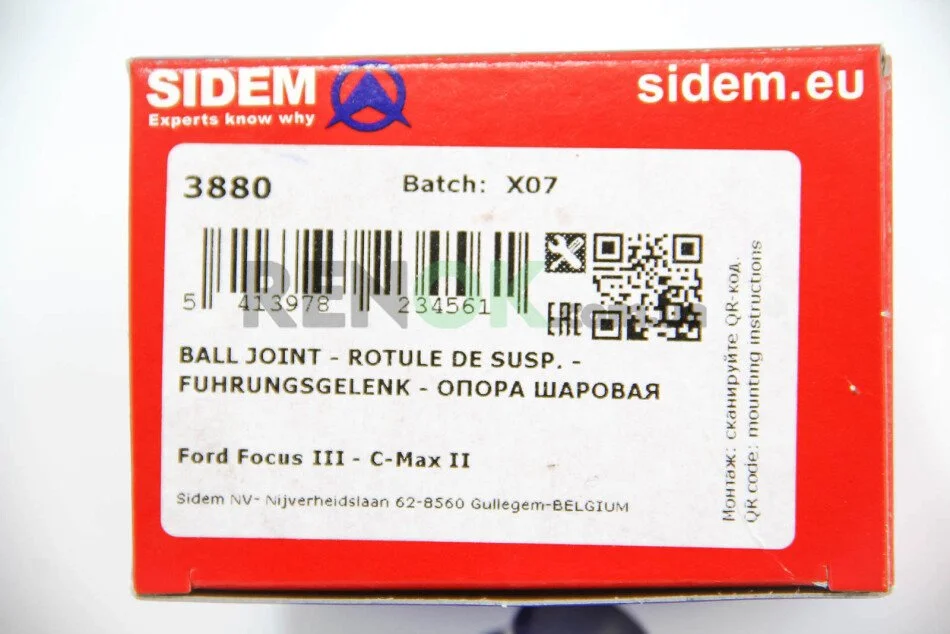 SIDEM
Experts know why
sidem.eu
3880
Batch: X07
5 413978 234561
EAC
BALL JOINT - ROTULE DE SUSP. -
FUHRUNGSGELENK - ОПОРА ШАРОВАЯ
Ford Focus III - C-Max II
Sidem NV- Nijverheidslaan 62-8560 Gullegem-BELGIUM
Монтаж: сканируйте QR-код.
QR code: mounting instructions
RENOK